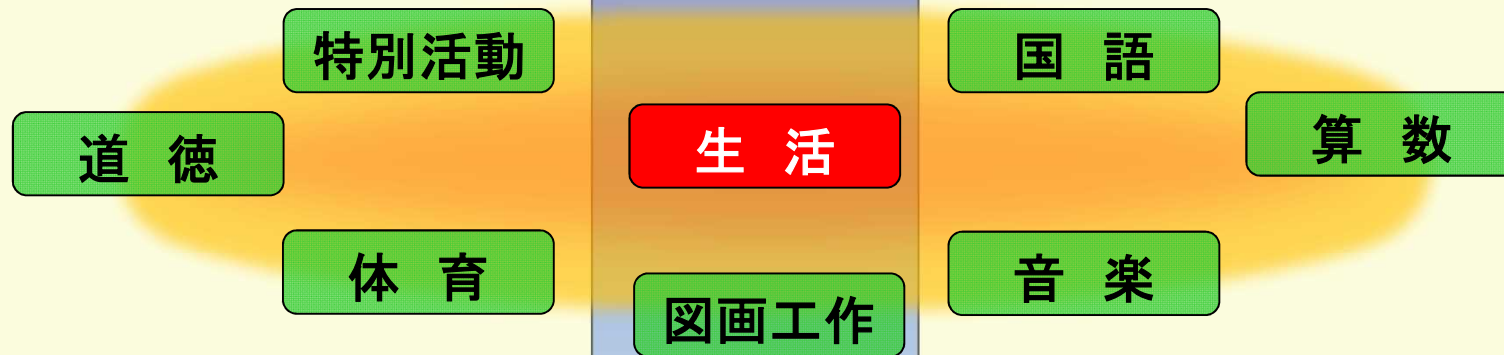 特別活動
国 語
算 数
生 活
道 徳
体 育
音 楽
図画工作